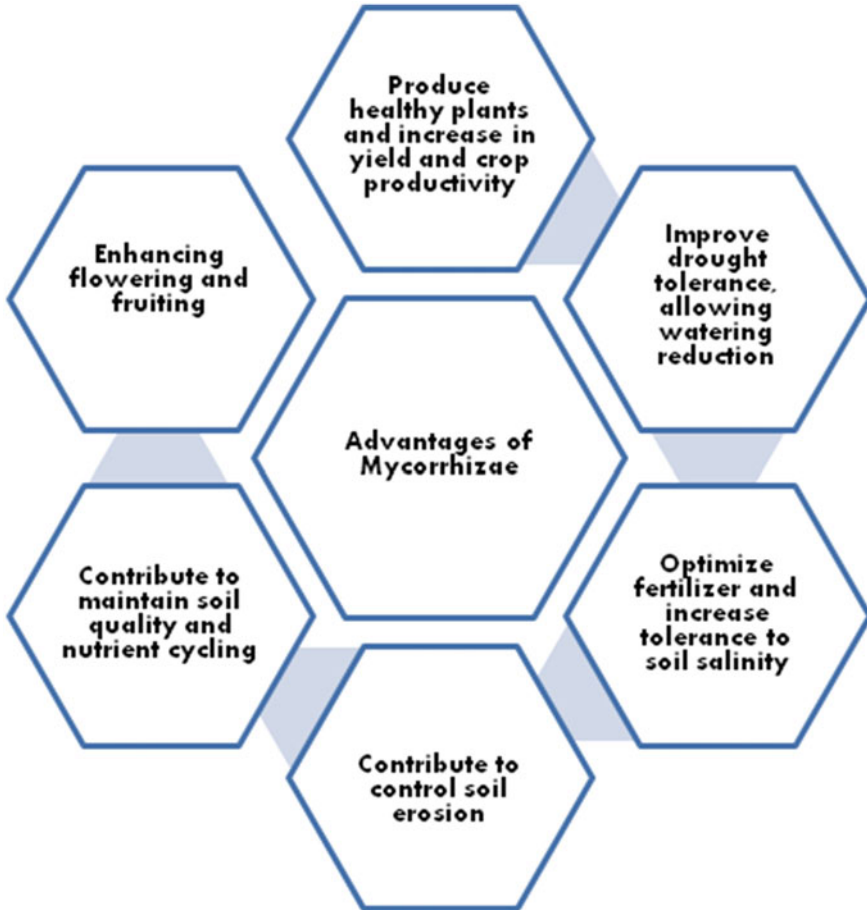 Produce
healthy plants
and increase in
yield and crop
productivity
Improve
drought
tolerance,
allowing
watering
reduction
Optimize
fertilizer and
increase
tolerance to
soil salinity
Contribute to
control soil
erosion
Contribute to
maintain soil
quality and
nutrient cycling
Enhancing
flowering and
fruiting
Advantages of
Mycorrhizae